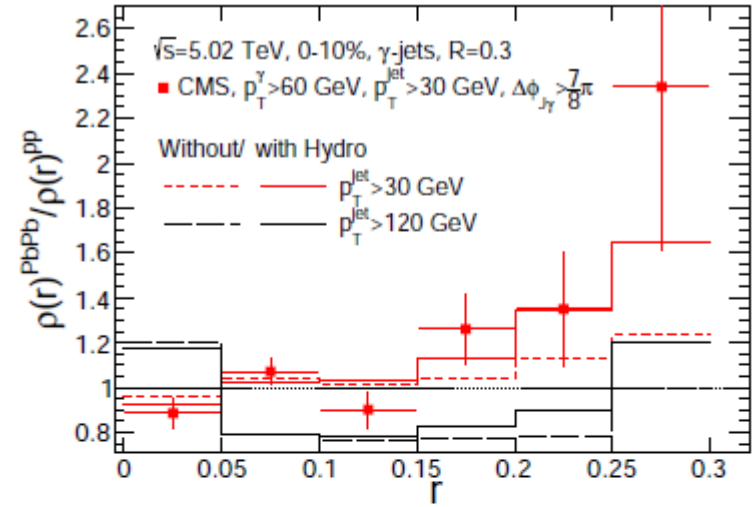 √s=5.02 TeV, 0-10%, γ-jets, R=0.3
CMS, p_T^γ>60 GeV, p_T^jet>30 GeV, Δφ_Jγ>7/8π
Without/ with Hydro
p_T^jet>30 GeV
p_T^jet>120 GeV
ρ(r)^PbPb/ρ(r)^pp
2.6
2.4
2.2
2
1.8
1.6
1.4
1.2
1
0.8
0 0.05 0.1 0.15 0.2 0.25 0.3
r